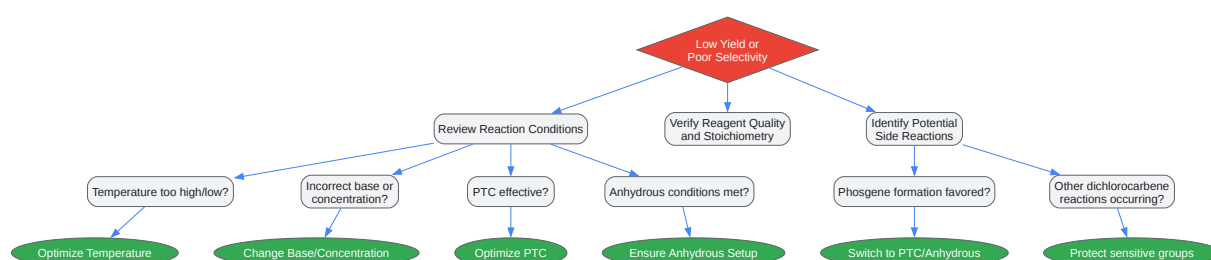 Low Yield or
Poor Selectivity
Review Reaction Conditions
Verify Reagent Quality
and Stoichiometry
Identify Potential
Side Reactions
Temperature too high/low?
Incorrect base or
concentration?
PTC effective?
Anhydrous conditions met?
Phosgene formation favored?
Other dichlorocarbene
reactions occurring?
Optimize Temperature
Change Base/Concentration
Optimize PTC
Ensure Anhydrous Setup
Switch to PTC/Anhydrous
Protect sensitive groups